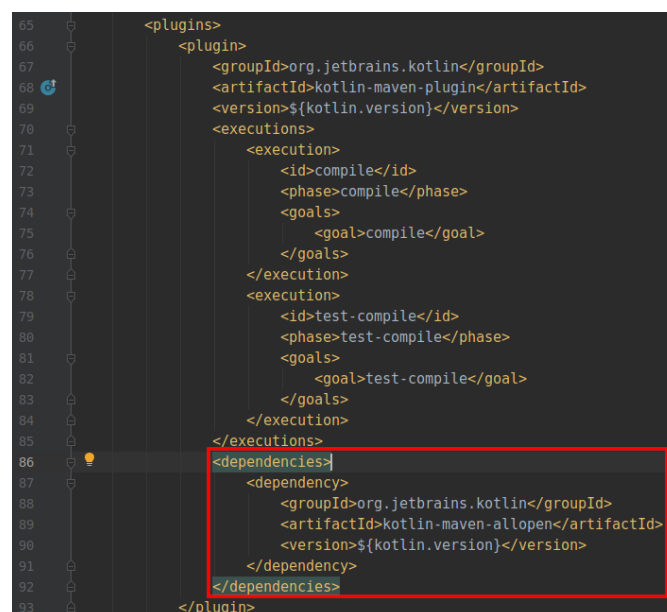 65 <plugins>
66 <plugin>
67 <groupId>org.jetbrains.kotlin</groupId>
68 <artifactId>kotlin-maven-plugin</artifactId>
69 <version>${kotlin.version}</version>
70 <executions>
71 <execution>
72 <id>compile</id>
73 <phase>compile</phase>
74 <goals>
75 <goal>compile</goal>
76 </goals>
77 </execution>
78 <execution>
79 <id>test-compile</id>
80 <phase>test-compile</phase>
81 <goals>
82 <goal>test-compile</goal>
83 </goals>
84 </execution>
85 </executions>
86 <dependencies>
87 <dependency>
88 <groupId>org.jetbrains.kotlin</groupId>
89 <artifactId>kotlin-maven-allopen</artifactId>
90 <version>${kotlin.version}</version>
91 </dependency>
92 </dependencies>
93 </plugin>